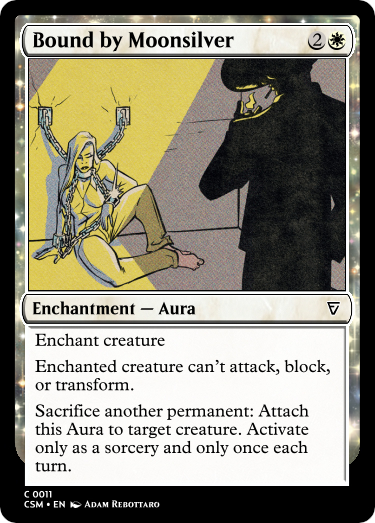 Bound by Moonsilver 2
Enchantment — Aura
Enchant creature
Enchanted creature can't attack, block,
or transform.
Sacrifice another permanent: Attach
this Aura to target creature. Activate
only as a sorcery and only once each
turn.
C 0011
CSM • EN Adam Rebottaro